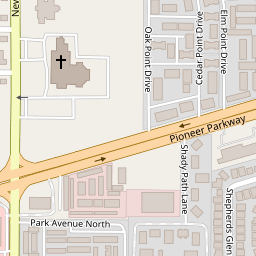 New
Oak Point Drive
Cedar Point Drive
Elm Point Drive
Pioneer Parkway
Shady Path Lane
Shepherds Glen
Park Avenue North